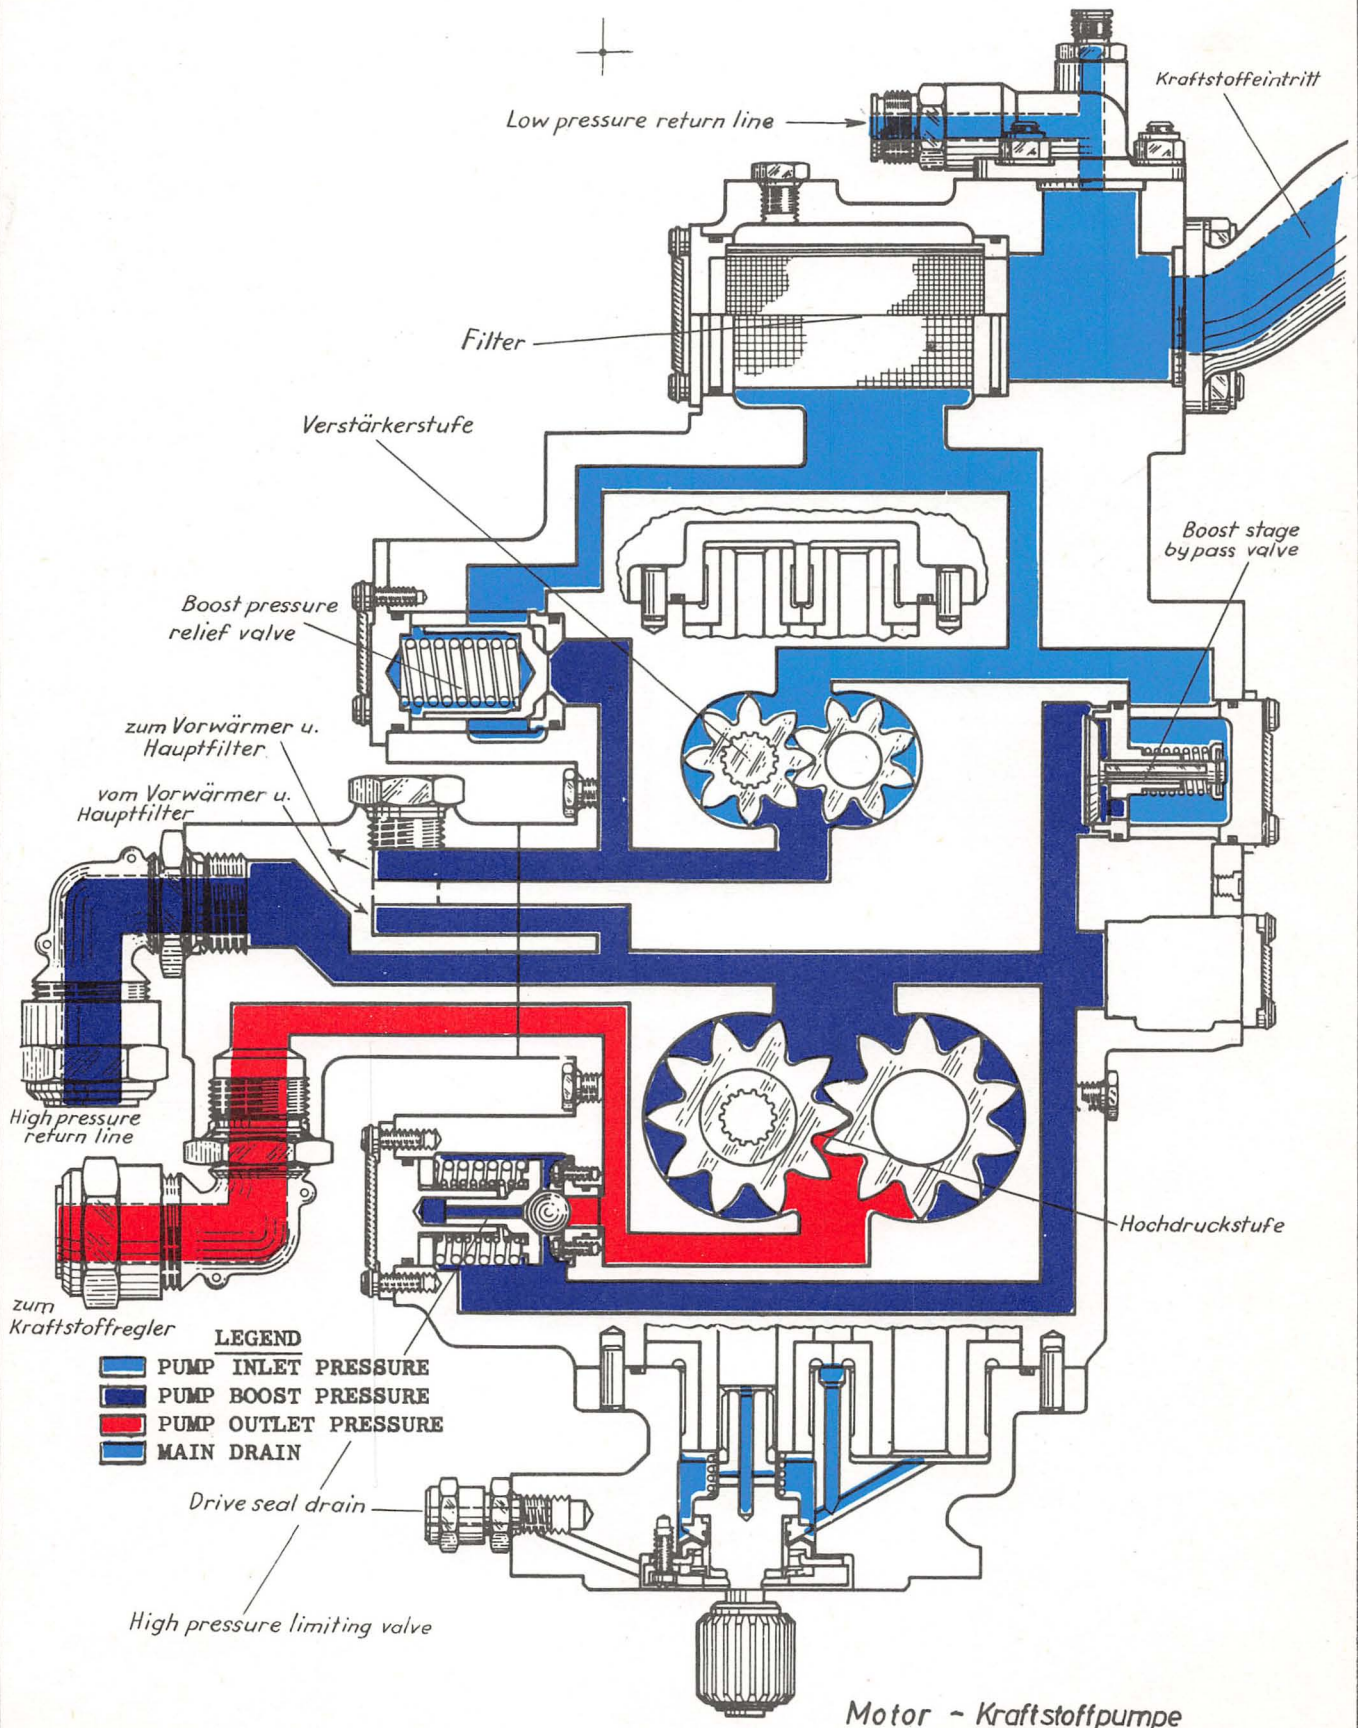 Kraftstoffeintritt
Low pressure return line
Filter
Verstärkerstufe
Boost stage
by pass valve
Boost pressure
relief valve
zum Vorwärmer u.
Hauptfilter
vom Vorwärmer u.
Hauptfilter
High pressure
return line
Hochdruckstufe
zum
Kraftstoffregler
LEGEND
PUMP INLET PRESSURE
PUMP BOOST PRESSURE
PUMP OUTLET PRESSURE
MAIN DRAIN
Drive seal drain
High pressure limiting valve
Motor - Kraftstoffpumpe